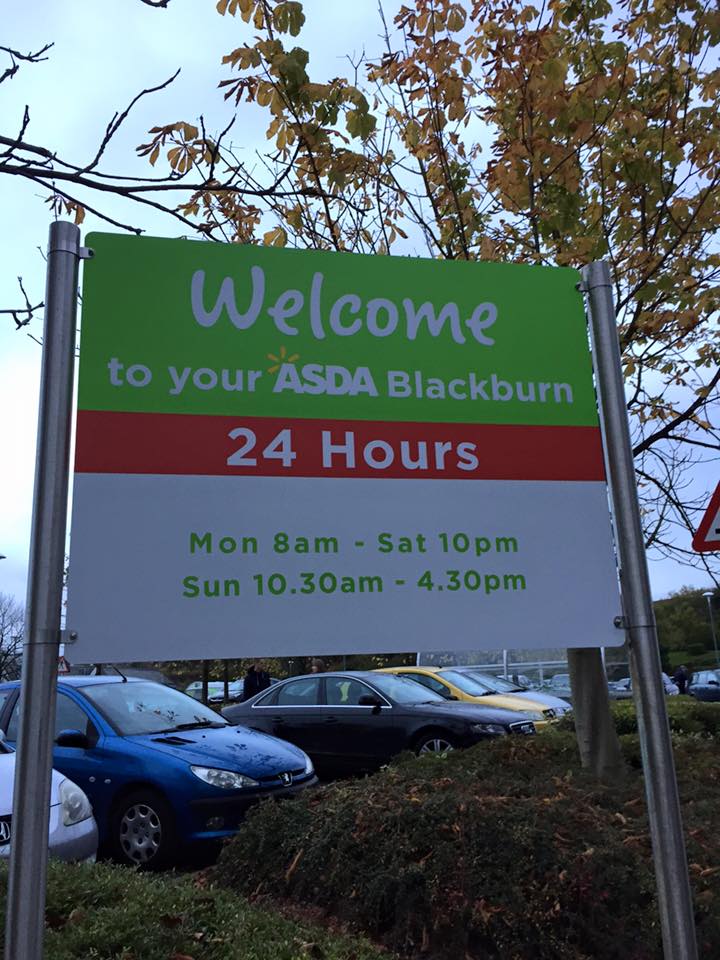 Welcome
to your ASDA Blackburn
24 Hours
Mon 8am - Sat 10pm
Sun 10.30am - 4.30pm